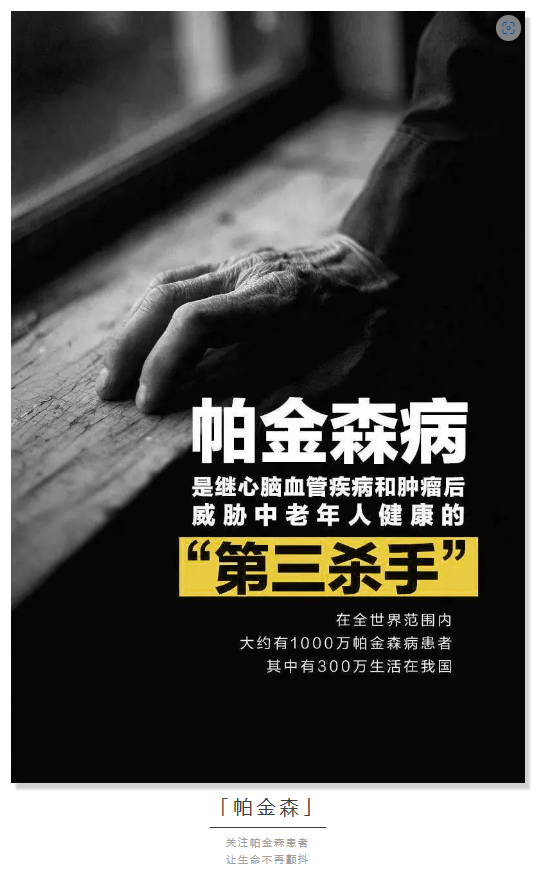 帕金森病
是继心脑血管疾病和肿瘤后
威胁中老年人健康的
“第三杀手”
在全世界范围内
大约有1000万帕金森病患者
其中有300万生活在我国
「帕金森」
关注帕金森患者
让生命不再颤抖